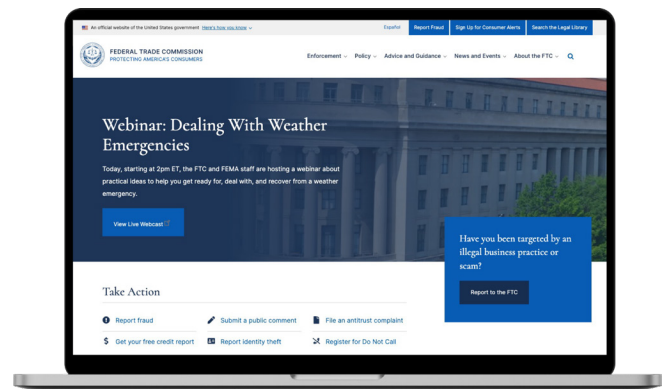 An official website of the United States government Here's how you know
Español
Report Fraud
Sign Up for Consumer Alerts
Search the Legal Library
FEDERAL TRADE COMMISSION
PROTECTING AMERICA'S CONSUMERS
Enforcement
Policy
Advice and Guidance
News and Events
About the FTC
Webinar: Dealing With Weather
Emergencies
Today, starting at 2pm ET, the FTC and FEMA staff are hosting a webinar about
practical ideas to help you get ready for, deal with, and recover from a weather
emergency.
View Live Webcast
Have you been targeted by an
illegal business practice or
scam?
Report to the FTC
Take Action
Report fraud
Submit a public comment
File an antitrust complaint
Get your free credit report
Report identity theft
Register for Do Not Call